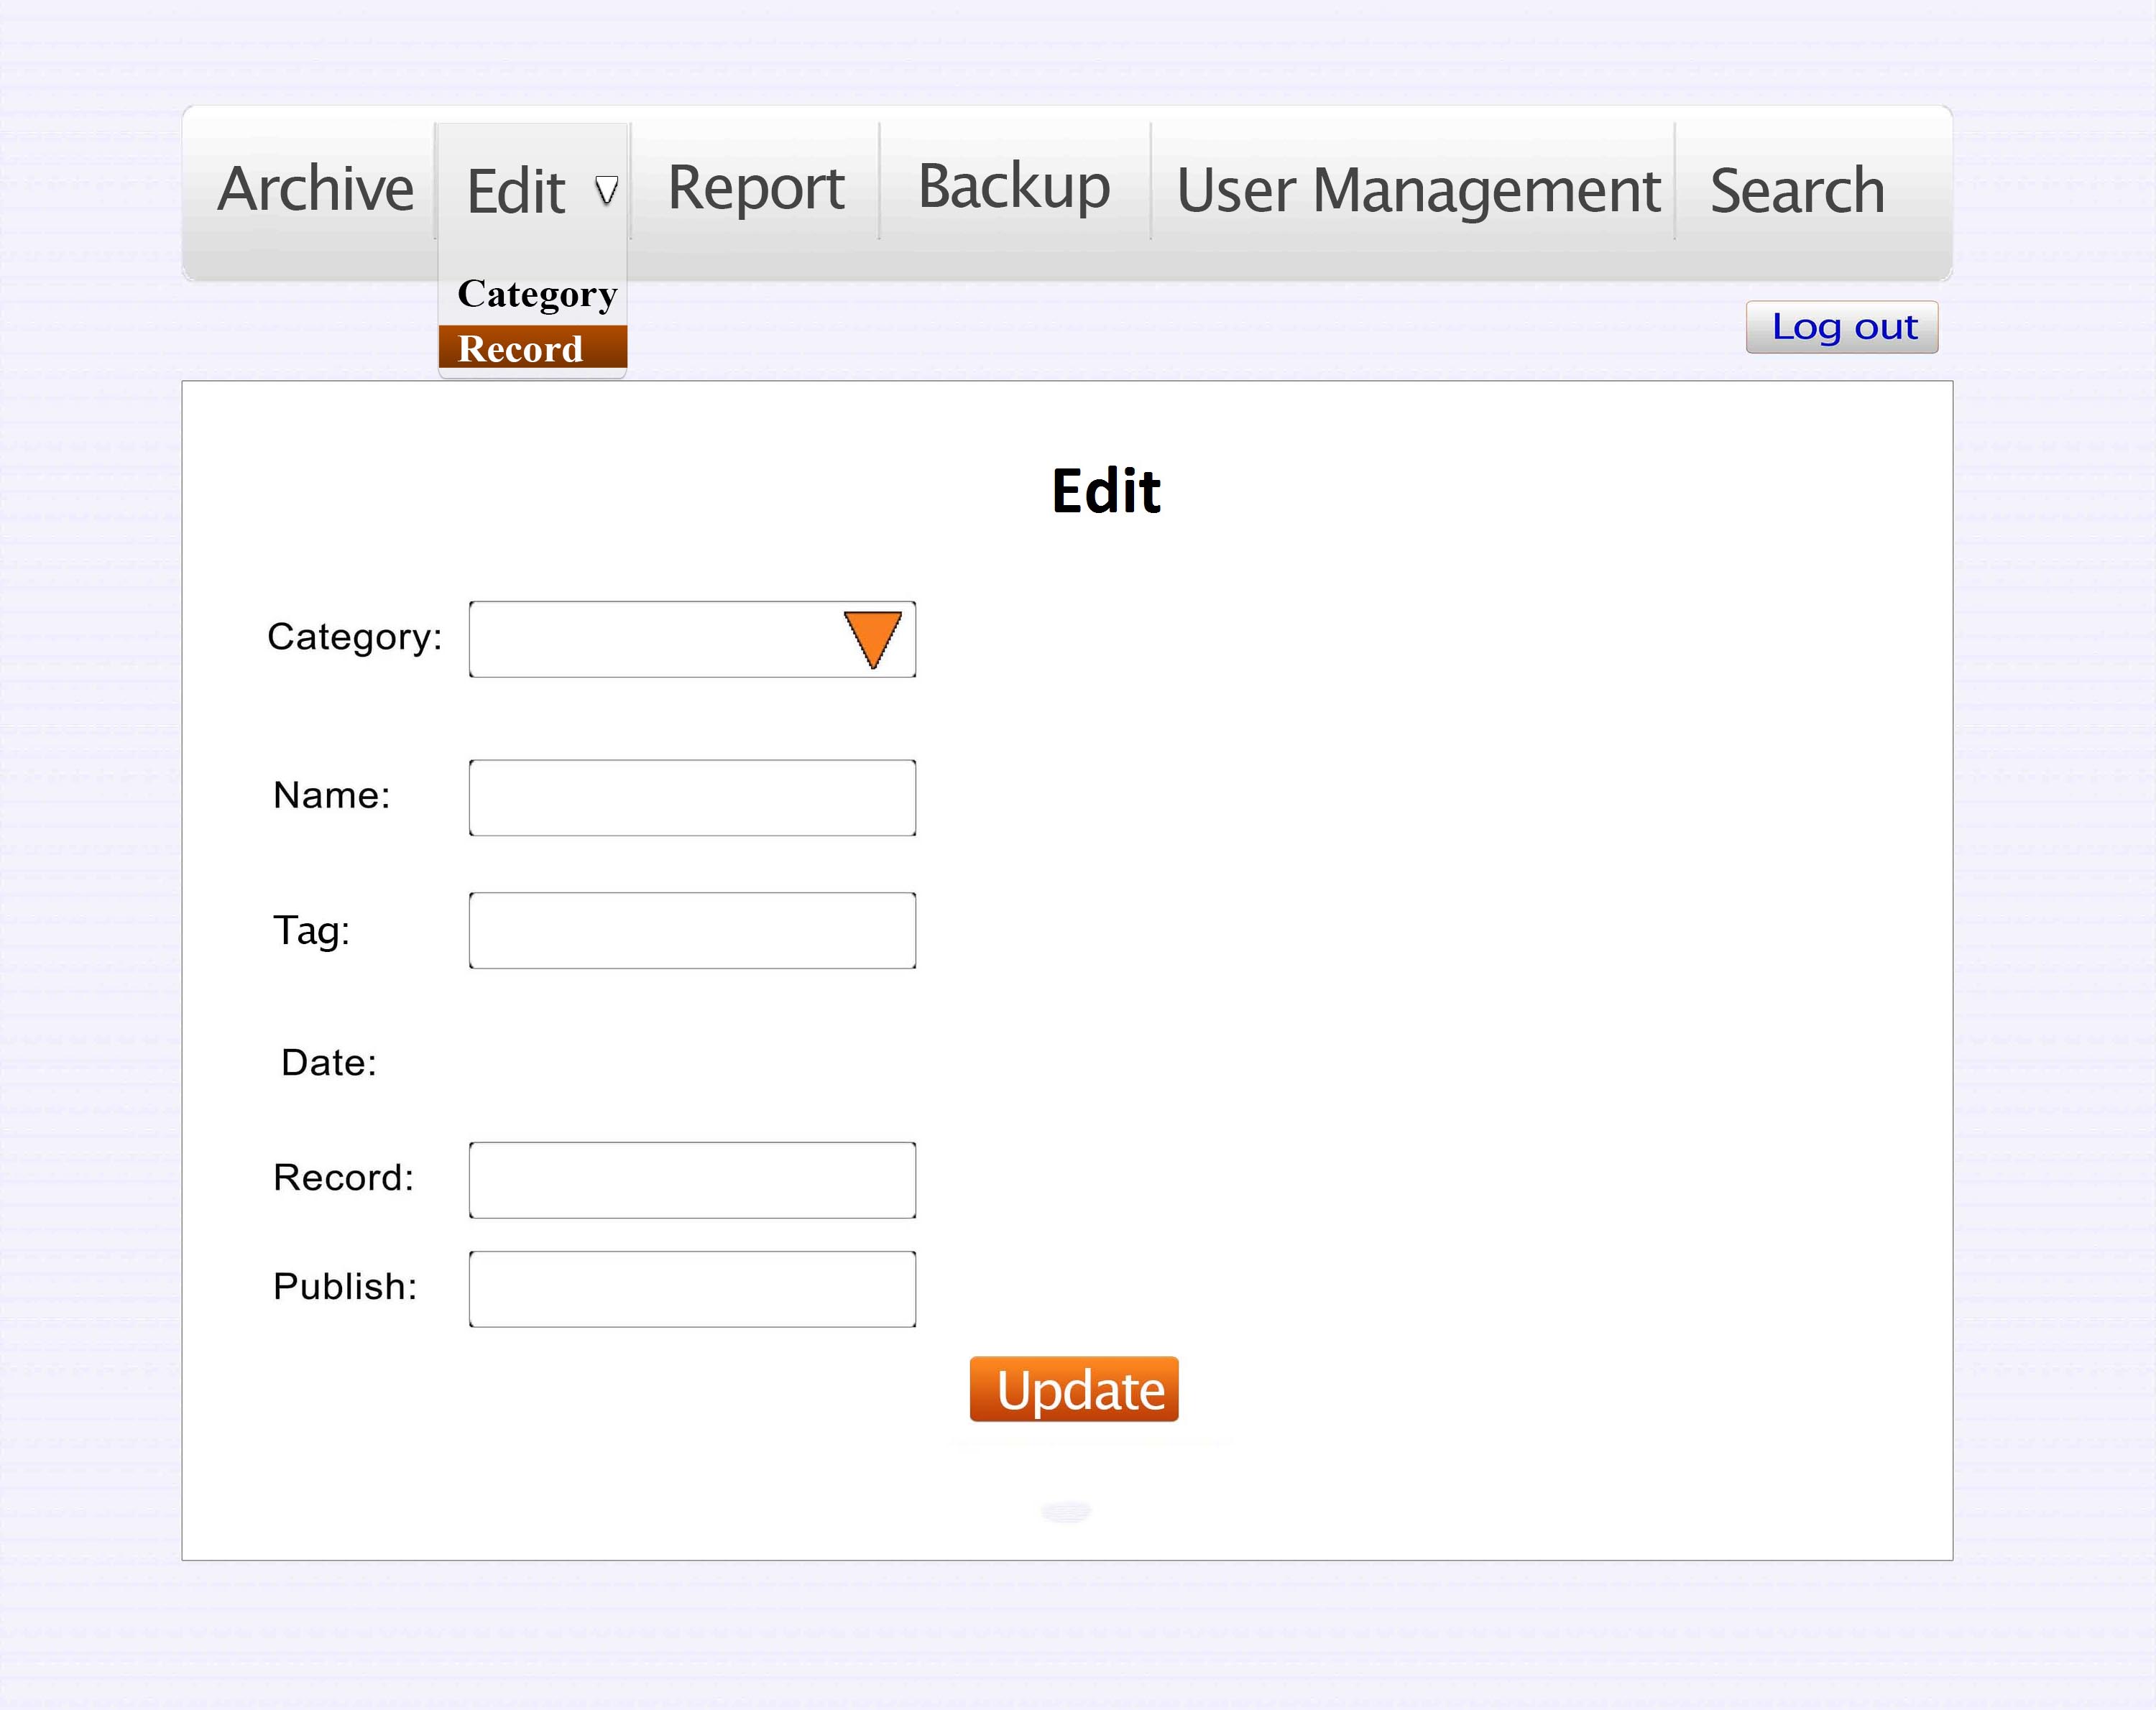 Archive Edit Report Backup User Management Search
Category
Record
Log out
Edit
Category:
Name:
Tag:
Date:
Record:
Publish:
Update